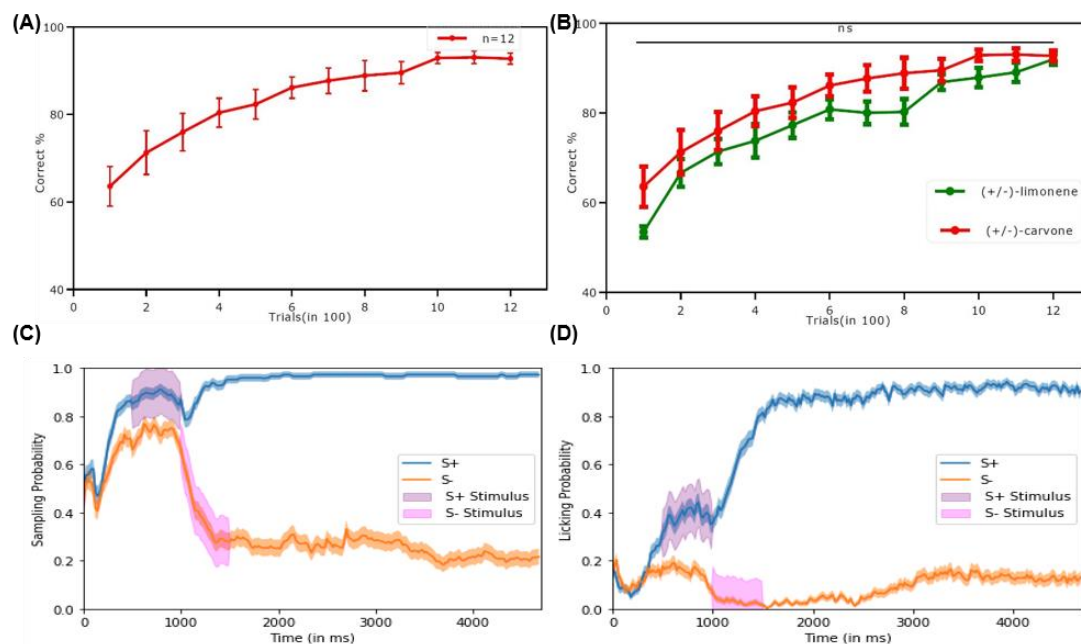 (A)
100
n=12
80
60
40
Correct %
2
4
6
8
10
12
Trials(in 100)
(B)
100
ns
80
60
40
Correct %
(+/-)-limonene
(+/-)-carvone
2
4
6
8
10
12
Trials(in 100)
(C)
1.0
0.8
0.6
0.4
0.2
0.0
Sampling Probability
S+
S-
S+ Stimulus
S- Stimulus
0
1000
2000
3000
4000
Time (in ms)
(D)
1.0
0.8
0.6
0.4
0.2
0.0
Licking Probability
S+
S-
S+ Stimulus
S- Stimulus
0
1000
2000
3000
4000
Time (in ms)